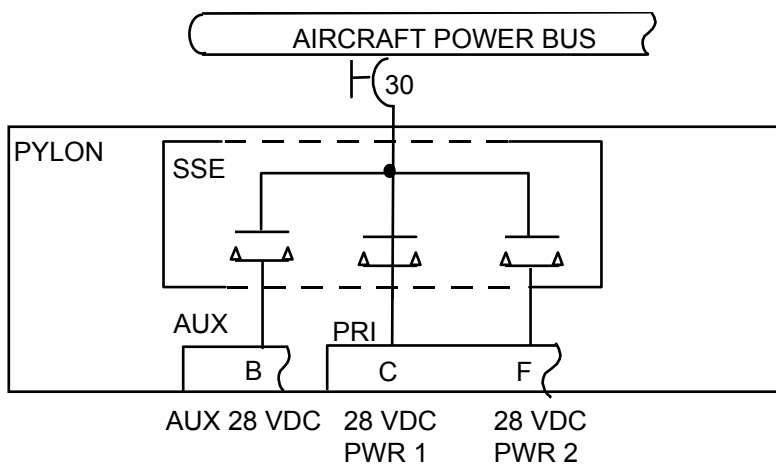 AIRCRAFT POWER BUS
30
PYLON
SSE
AUX
PRI
B
C
F
AUX 28 VDC
28 VDC
PWR 1
28 VDC
PWR 2